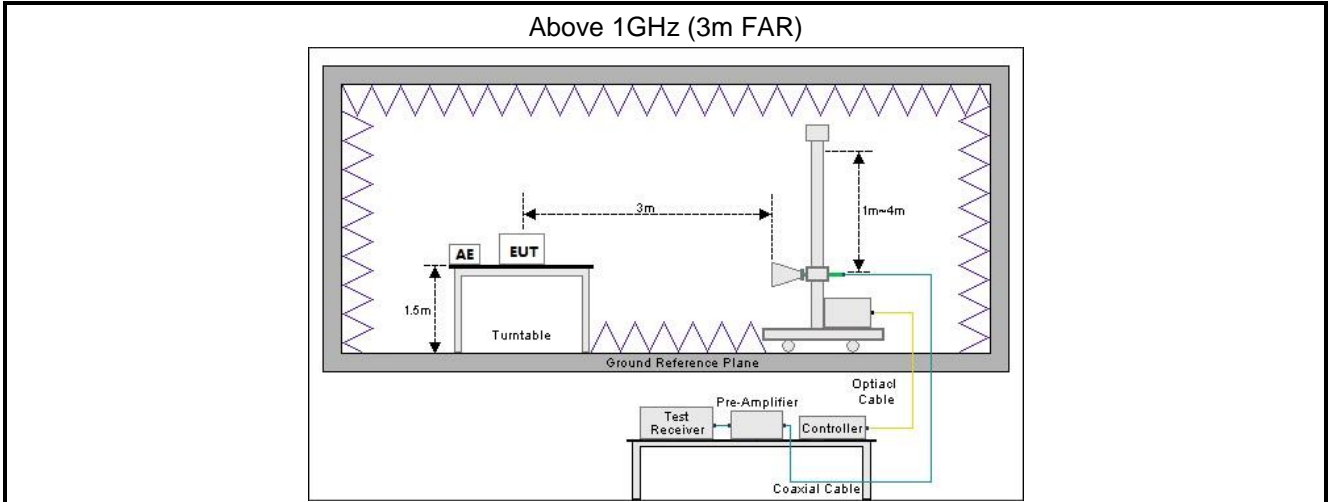 Above 1GHz (3m FAR)
3m
1m~4m
AE
EUT
1.5m
Turntable
Ground Reference Plane
Optiacl
Cable
Pre-Amplifier
Test
Receiver
Controller
Coaxial Cable